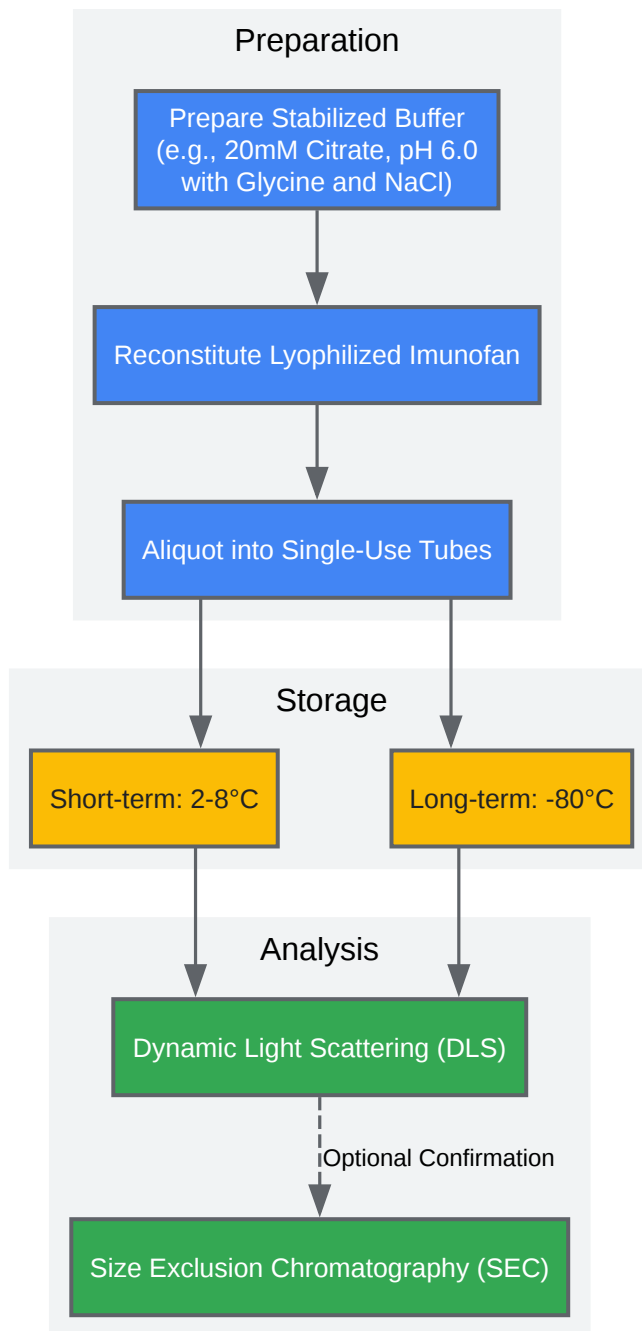 Preparation
Prepare Stabilized Buffer
(e.g., 20mM Citrate, pH 6.0
with Glycine and NaCl)
Reconstitute Lyophilized Imunofan
Aliquot into Single-Use Tubes
Storage
Short-term: 2-8°C
Long-term: -80°C
Analysis
Dynamic Light Scattering (DLS)
Optional Confirmation
Size Exclusion Chromatography (SEC)